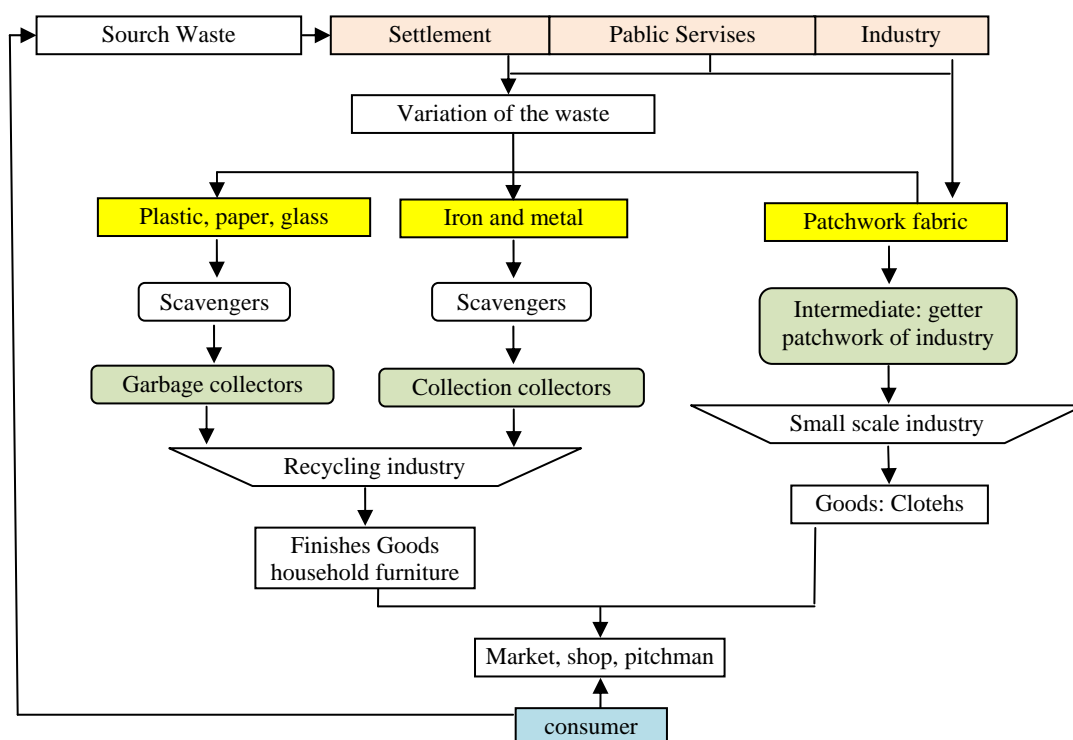 Sourch Waste
Settlement
Pablic Servises
Industry
Variation of the waste
Plastic, paper, glass
Iron and metal
Patchwork fabric
Scavengers
Scavengers
Intermediate: getter
patchwork of industry
Garbage collectors
Collection collectors
Small scale industry
Recycling industry
Goods: Clotehs
Finishes Goods
household furniture
Market, shop, pitchman
consumer